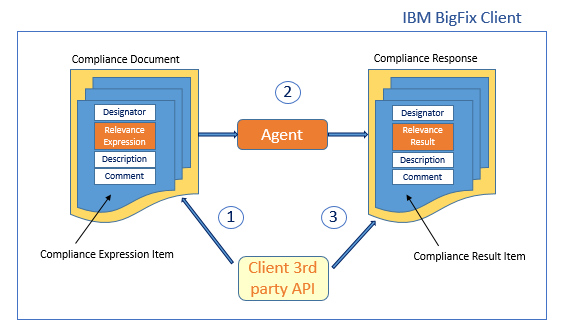 IBM BigFix Client
Compliance Document
Compliance Response
Designator
Relevance
Expression
Description
Comment
2
Agent
Designator
Relevance
Result
Description
Comment
1
3
Compliance Expression Item
Compliance Result Item
Client 3rd
party API